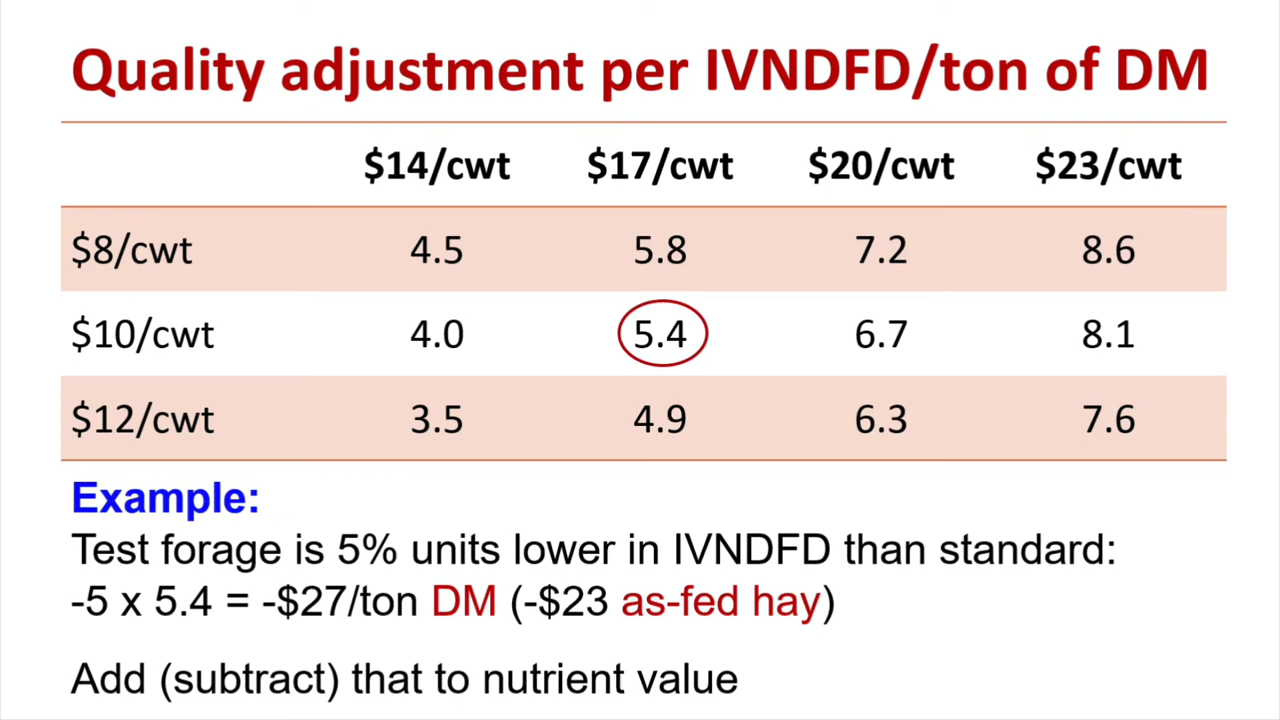 Quality adjustment per IVNDFD/ton of DM
$14/cwt $17/cwt $20/cwt $23/cwt
$8/cwt 4.5 5.8 7.2 8.6
$10/cwt 4.0 5.4 6.7 8.1
$12/cwt 3.5 4.9 6.3 7.6
Example:
Test forage is 5% units lower in IVNDFD than standard:
-5 x 5.4 = -$27/ton DM (-$23 as-fed hay)
Add (subtract) that to nutrient value